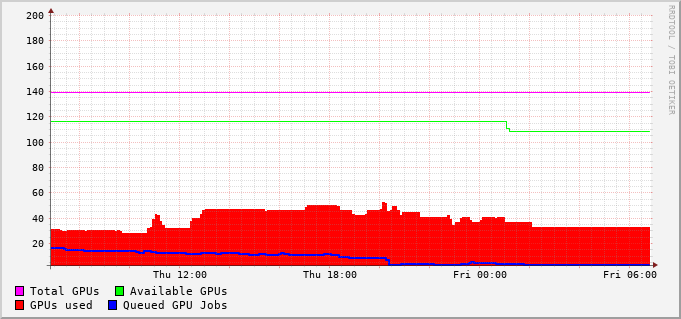 200
180
160
140
120
100
80
60
40
20
Thu 12:00 Thu 18:00 Fri 00:00 Fri 06:00
Total GPUs Available GPUs
GPUs used Queued GPU Jobs
RRDTOOL / TOBI OETIKER